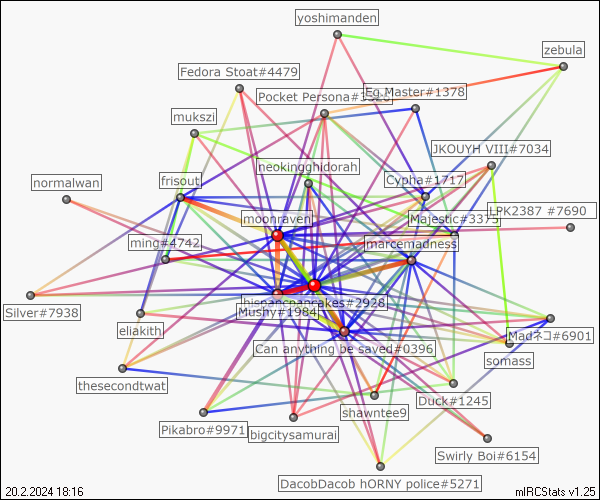 yoshimanden
zebula
Fedora Stoat#4479
Pocket Persona#1326
Eg.Master#1378
mukszi
JKOUYH VIII#7034
neokingghidorah
normalwan
frisout
Cypha#1717
moonraven
Majestic#3375
LPK2387 #7690
ming#4742
marcemadness
hispanicpancakes#2928
Silver#7938
Mushy#1984
eliakith
Madネコ#6901
Can anything be saved#0396
somass
thesecondtwat
Duck#1245
shawntee9
Pikabro#9971
bigcitysamurai
Swirly Boi#6154
DacobDacob hORNY police#5271
20.2.2024 18:16
mIRCStats v1.25